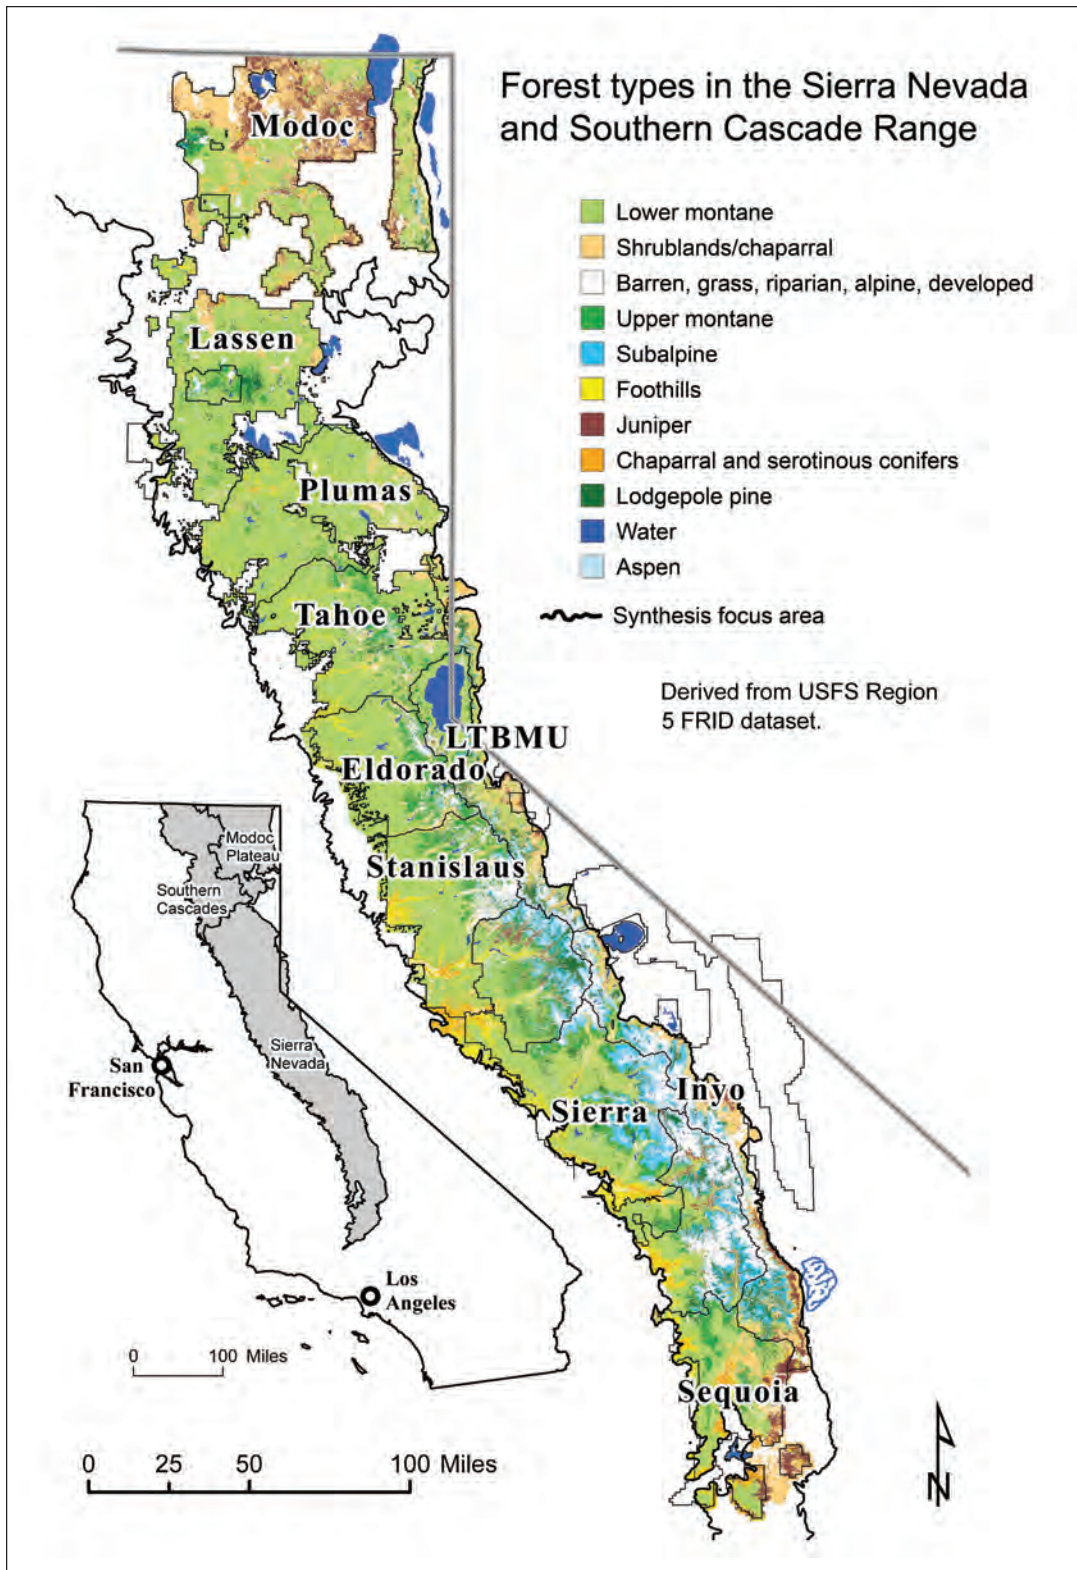 Forest types in the Sierra Nevada
and Southern Cascade Range
Lower montane
Shrublands/chaparral
Barren, grass, riparian, alpine, developed
Upper montane
Subalpine
Foothills
Juniper
Chaparral and serotinous conifers
Lodgepole pine
Water
Aspen
Synthesis focus area
Derived from USFS Region
5 FRID dataset.
Modoc
Lassen
Plumas
Tahoe
LTBMU
Eldorado
Stanislaus
Inyo
Sierra
Sequoia
Modoc
Plateau
Southern
Cascades
Sierra
Nevada
San
Francisco
Los
Angeles
0 100 Miles
0 25 50 100 Miles
N